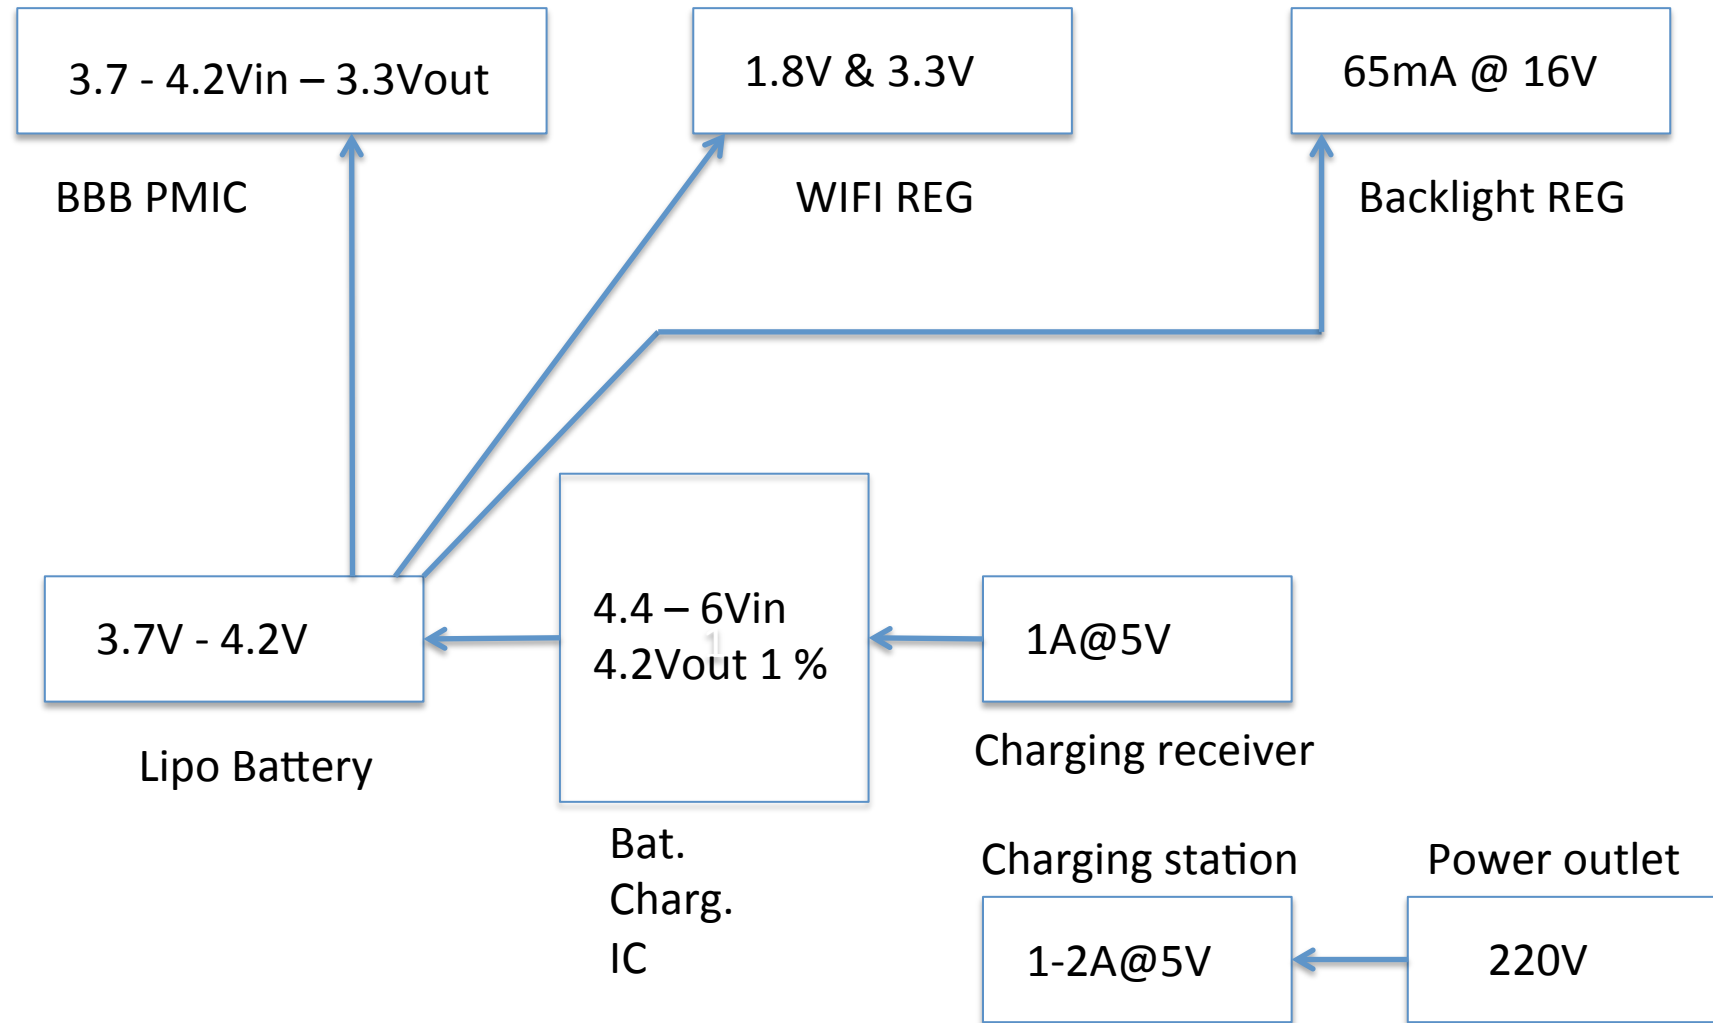 3.7 - 4.2Vin – 3.3Vout
BBB PMIC
1.8V & 3.3V
WIFI REG
65mA @ 16V
Backlight REG
3.7V - 4.2V
Lipo Battery
4.4 – 6Vin
1
4.2Vout 1 %
Bat.
Charg.
IC
1A@5V
Charging receiver
Charging station
1-2A@5V
Power outlet
220V